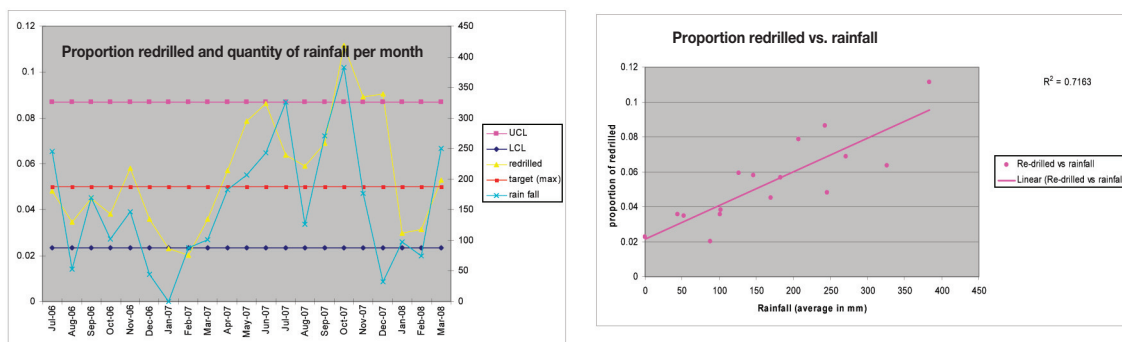 Proportion redrilled and quantity of rainfall per month
0.12
0.1
0.08
0.06
0.04
0.02
0
450
400
350
300
250
200
150
100
50
0
Jul-06
Aug-06
Sep-06
Oct-06
Nov-06
Dec-06
Jan-07
Feb-07
Mar-07
Apr-07
May-07
Jun-07
Jul-07
Aug-07
Sep-07
Oct-07
Nov-07
Dec-07
Jan-08
Feb-08
Mar-08
UCL
LCL
redrilled
target (max)
rain fall
Proportion redrilled vs. rainfall
R² = 0.7163
proportion of redrilled
0.12
0.1
0.08
0.06
0.04
0.02
0
0 50 100 150 200 250 300 350 400 450
Rainfall (average in mm)
Re-drilled vs rainfall
Linear (Re-drilled vs rainfall